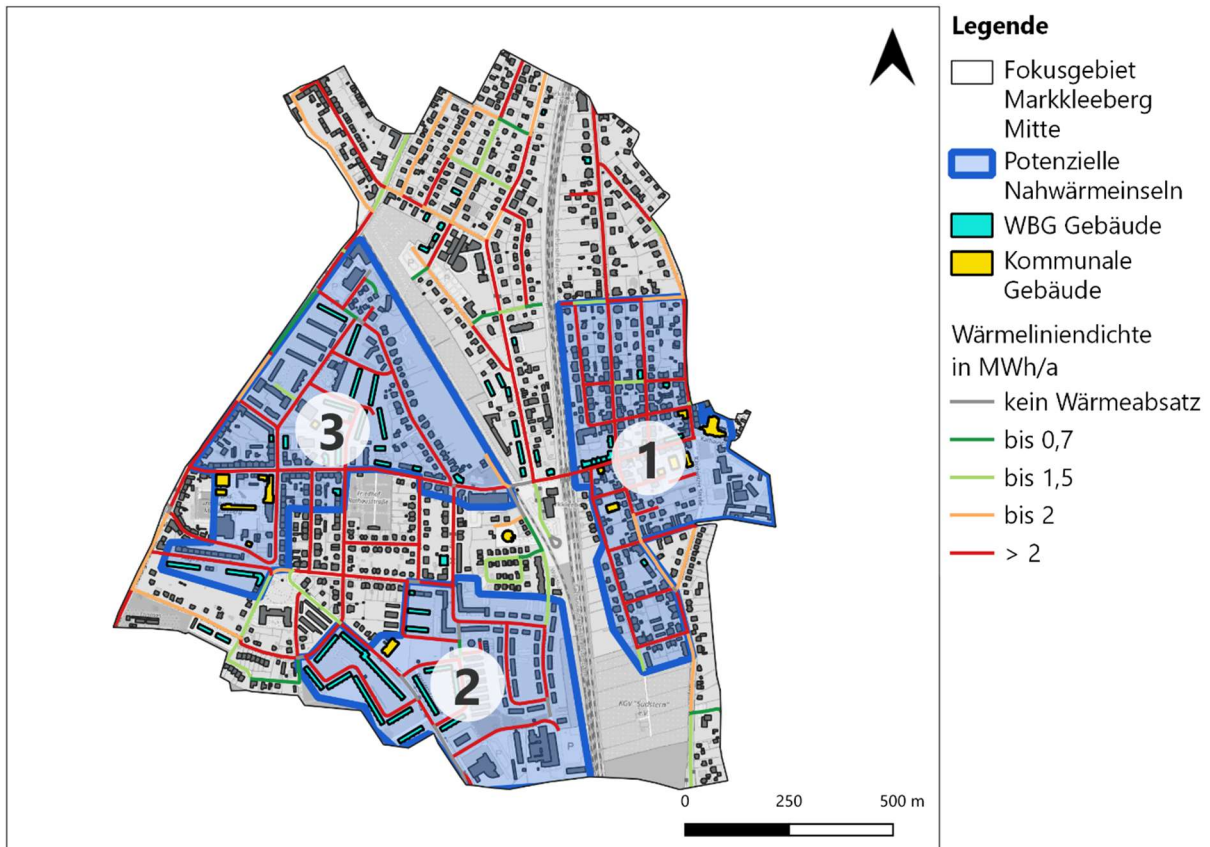 Legende
Fokusgebiet
Markkleeberg
Mitte
Potenzielle
Nahwärmeinseln
WBG Gebäude
Kommunale
Gebäude
Wärmeliniendichte
in MWh/a
kein Wärmeabsatz
bis 0,7
bis 1,5
bis 2
> 2
1
3
2
P
P
0 250 500 m